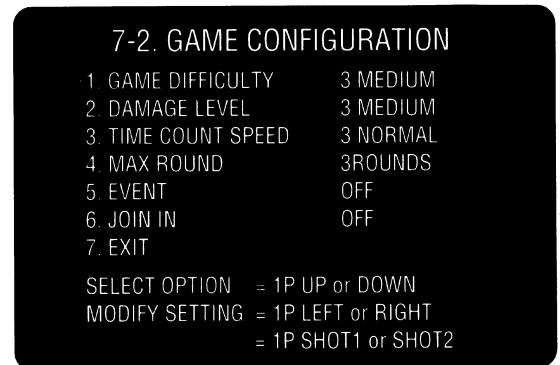 7-2. GAME CONFIGURATION
1. GAME DIFFICULTY 3 MEDIUM
2. DAMAGE LEVEL 3 MEDIUM
3. TIME COUNT SPEED 3 NORMAL
4. MAX ROUND 3ROUNDS
5. EVENT OFF
6. JOIN IN OFF
7. EXIT
SELECT OPTION = 1P UP or DOWN
MODIFY SETTING = 1P LEFT or RIGHT
= 1P SHOT1 or SHOT2